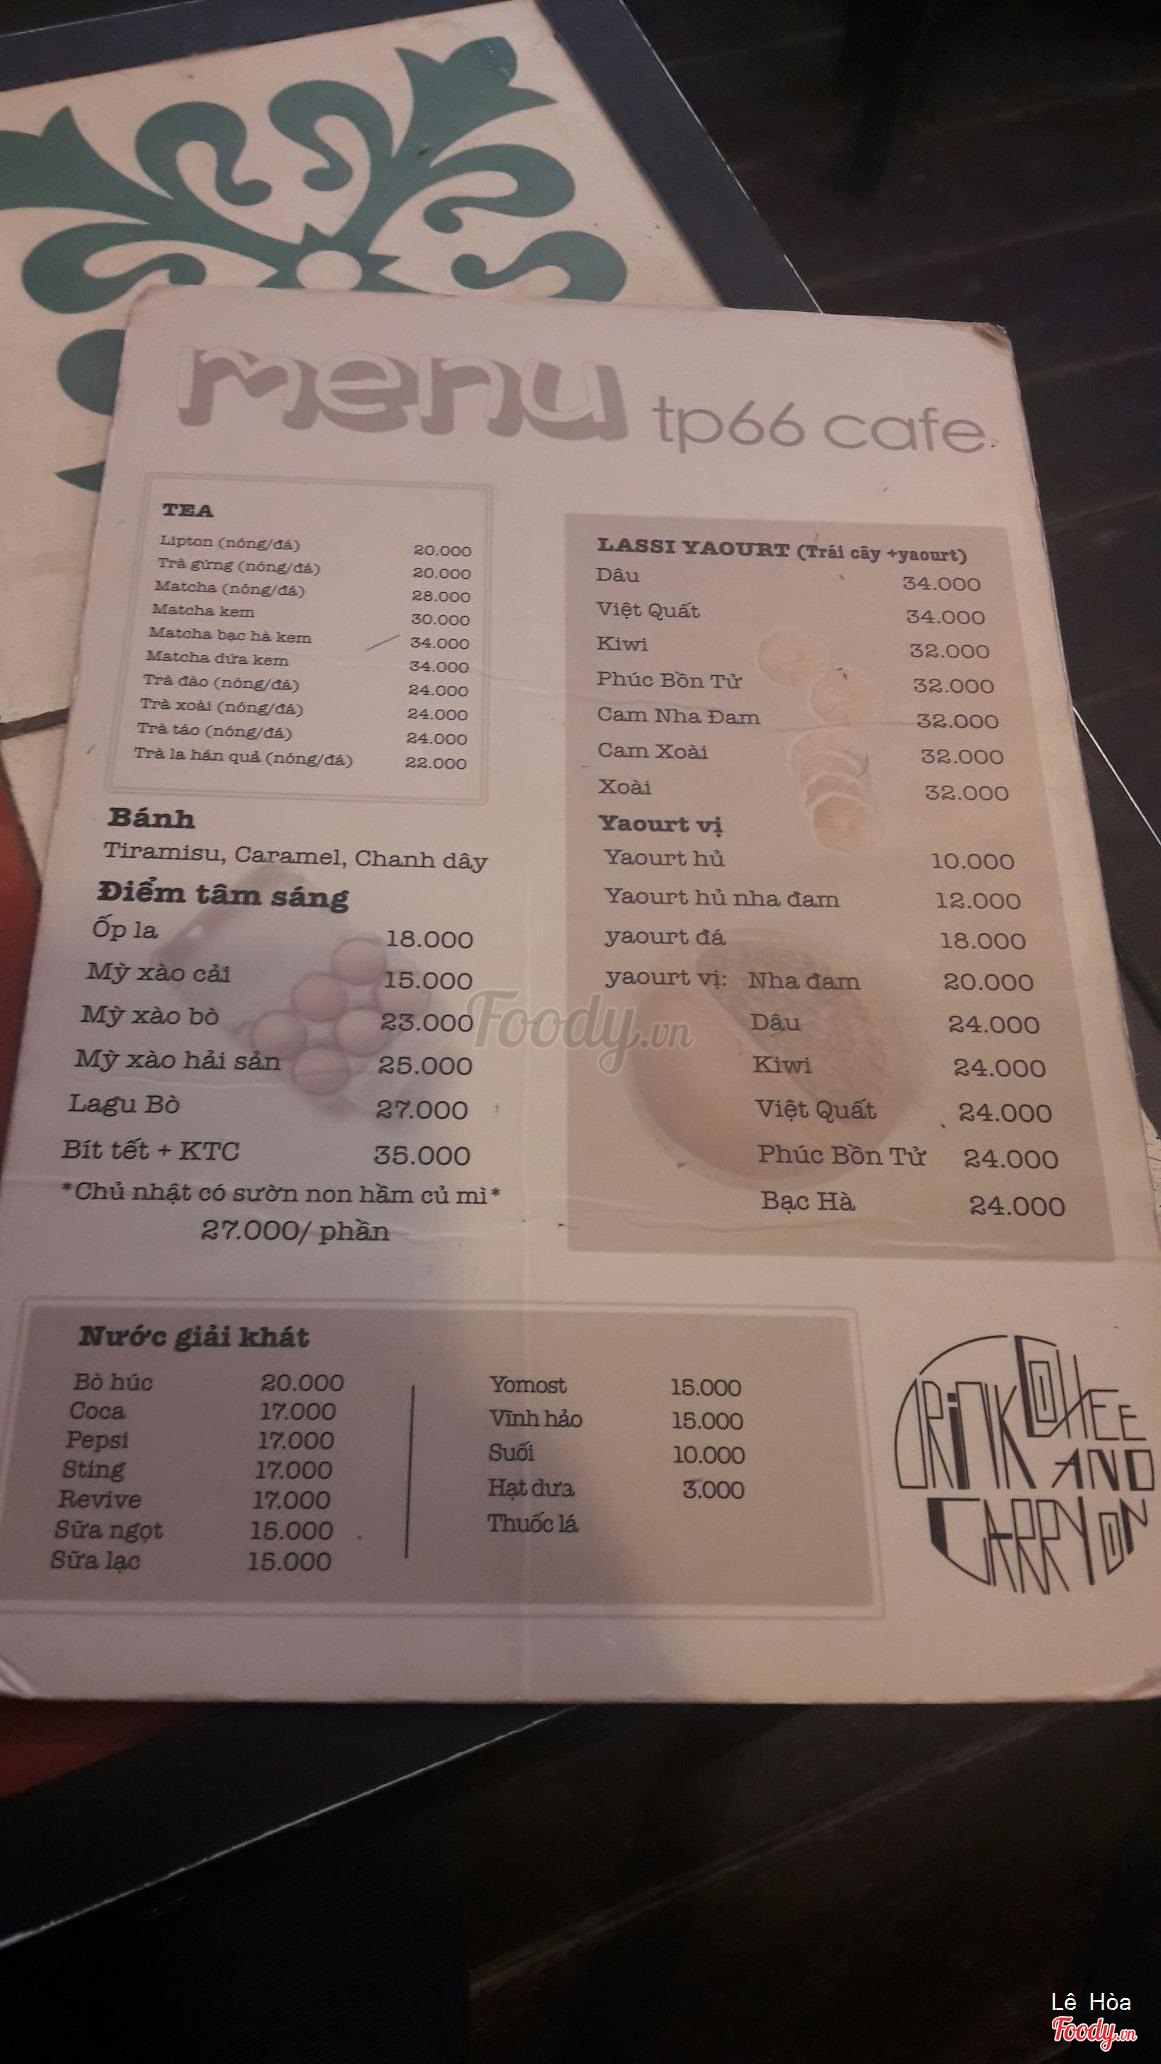 menu tp66 cafe
TEA
Lipton (nóng/đá) 20.000
Trà gừng (nóng/đá) 20.000
Matcha (nóng/đá) 28.000
Matcha kem 30.000
Matcha bạc hà kem 34.000
Matcha dừa kem 34.000
Trà đào (nóng/đá) 24.000
Trà xoài (nóng/đá) 24.000
Trà táo (nóng/đá) 24.000
Trà la hán quả (nóng/đá) 22.000
Bánh
Tiramisu, Caramel, Chanh dây
Điểm tâm sáng
Ốp la 18.000
Mỳ xào cải 15.000
Mỳ xào bò 23.000
Mỳ xào hải sản 25.000
Lagu Bò 27.000
Bít tết + KTC 35.000
*Chủ nhật có sườn non hầm củ mì*
27.000/ phần
LASSI YAOURT (Trái cây +yaourt)
Dâu 34.000
Việt Quất 34.000
Kiwi 32.000
Phúc Bồn Tử 32.000
Cam Nha Đam 32.000
Cam Xoài 32.000
Xoài 32.000
Yaourt vị
Yaourt hủ 10.000
Yaourt hủ nha đam 12.000
yaourt đá 18.000
yaourt vị: Nha đam 20.000
Dâu 24.000
Kiwi 24.000
Việt Quất 24.000
Phúc Bồn Tử 24.000
Bạc Hà 24.000
Nước giải khát
Bò húc 20.000
Coca 17.000
Pepsi 17.000
Sting 17.000
Revive 17.000
Sữa ngọt 15.000
Sữa lạc 15.000
Yomost 15.000
Vĩnh hảo 15.000
Suối 10.000
Hạt dưa 3.000
Thuốc lá
DRINK COFFEE
AND
CARRY ON
Foody.vn
Lê Hòa
Foody.vn